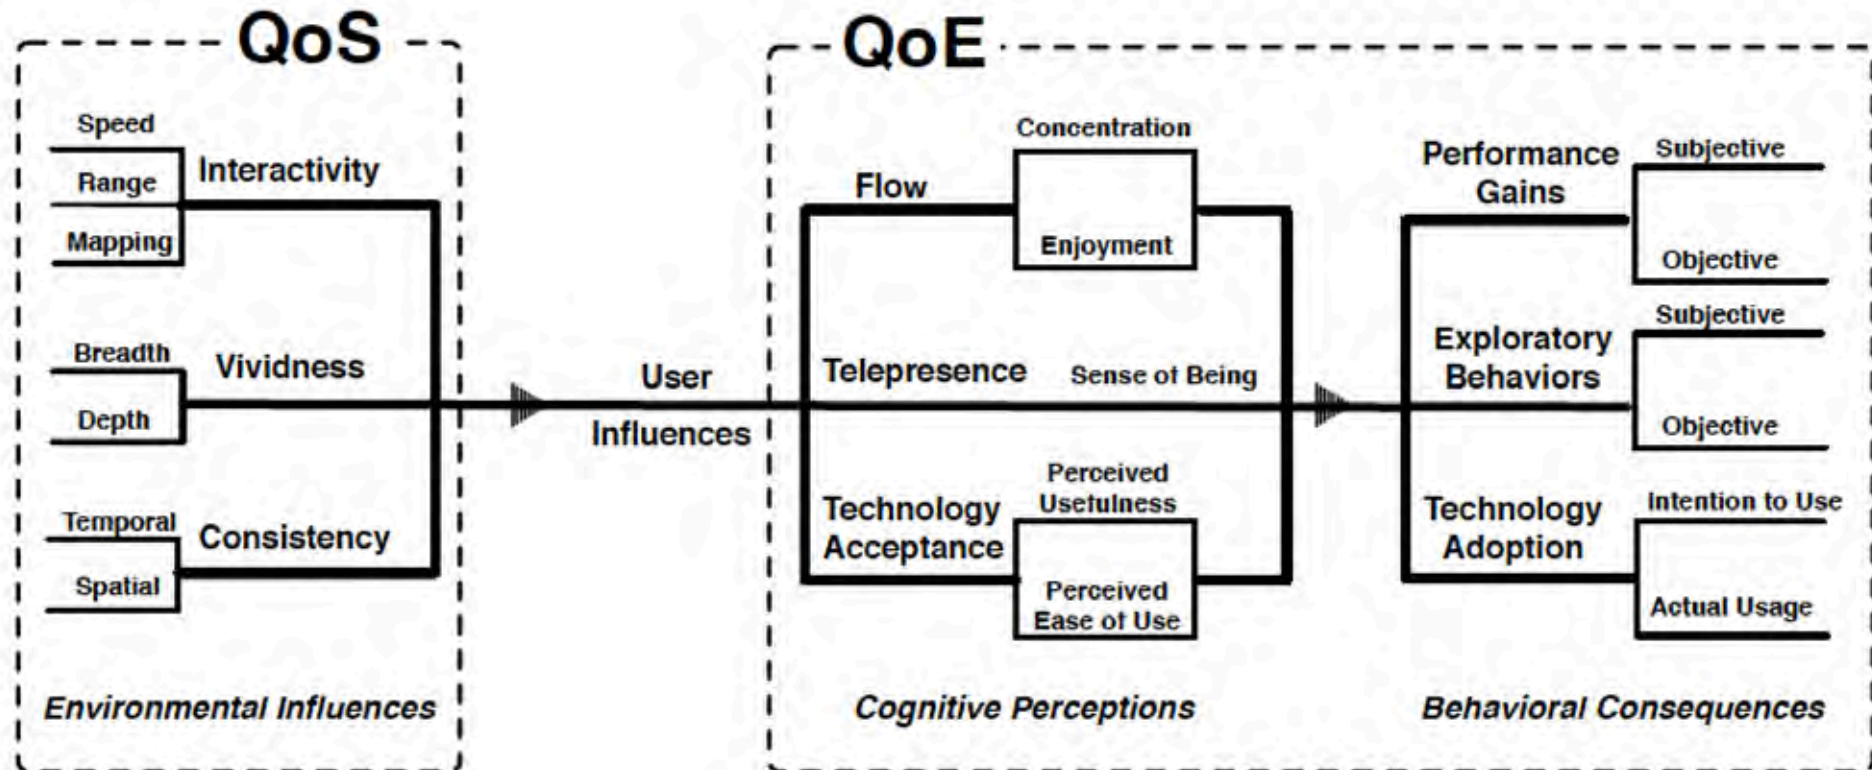 QoS
Speed
Range
Mapping
Interactivity
Breadth
Depth
Vividness
Temporal
Spatial
Consistency
Environmental Influences
User
Influences
QoE
Flow
Concentration
Enjoyment
Telepresence
Sense of Being
Technology
Acceptance
Perceived
Usefulness
Perceived
Ease of Use
Cognitive Perceptions
Performance
Gains
Subjective
Objective
Exploratory
Behaviors
Subjective
Objective
Technology
Adoption
Intention to Use
Actual Usage
Behavioral Consequences